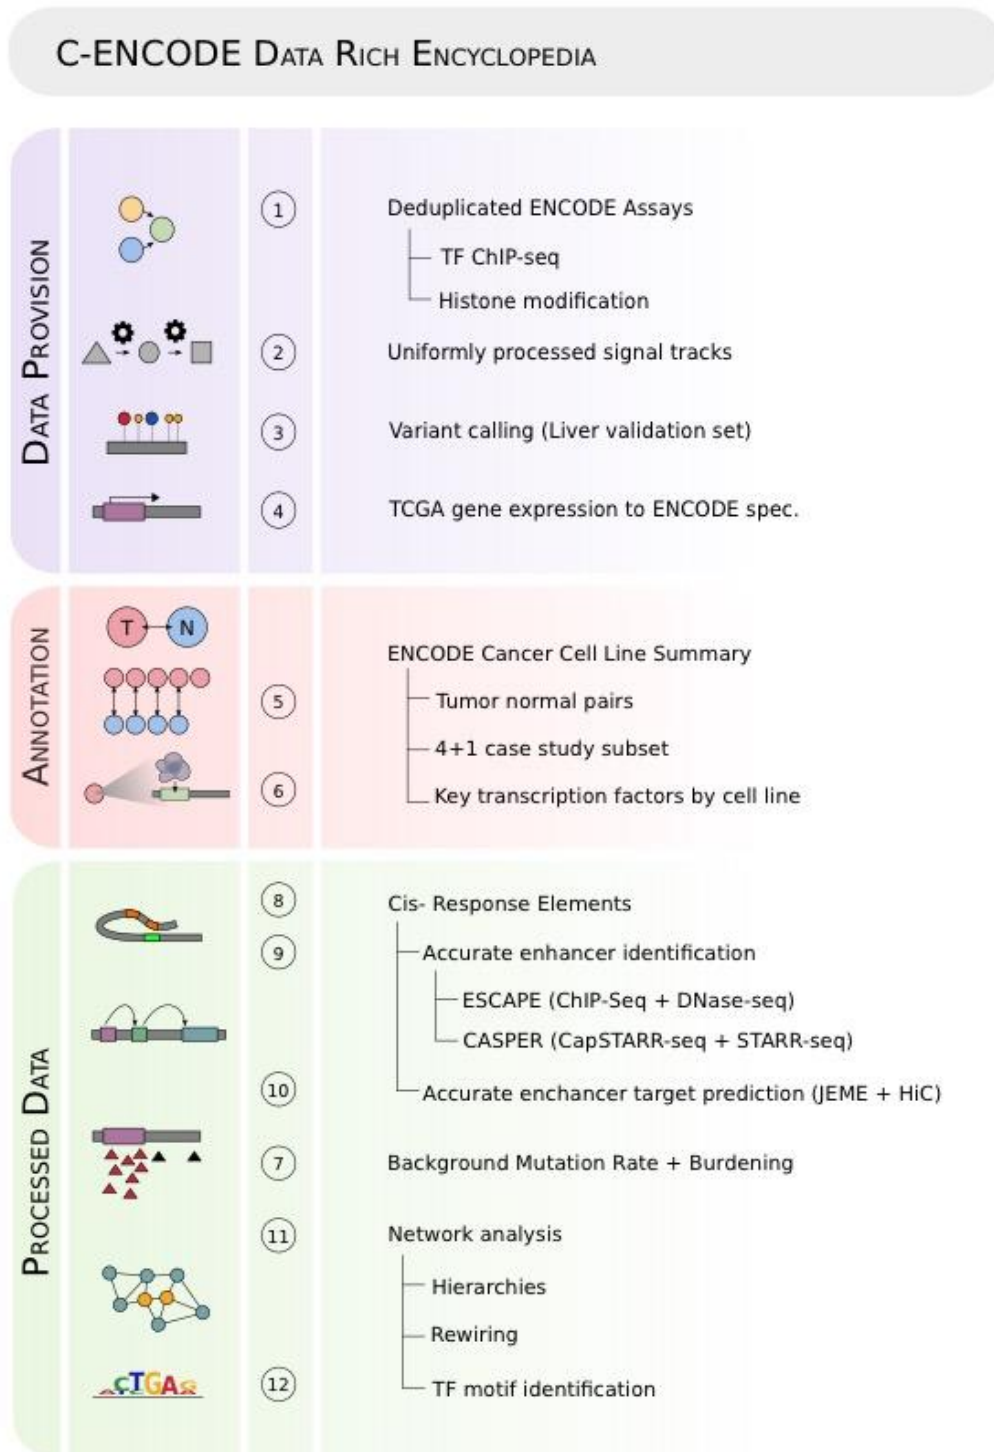 C-ENCODE DATA RICH ENCYCLOPEDIA
DATA PROVISION
1 Deduplicated ENCODE Assays
TF ChIP-seq
Histone modification
2 Uniformly processed signal tracks
3 Variant calling (Liver validation set)
4 TCGA gene expression to ENCODE spec.
ANNOTATION
T N
ENCODE Cancer Cell Line Summary
5 Tumor normal pairs
4+1 case study subset
6 Key transcription factors by cell line
PROCESSED DATA
8 Cis- Response Elements
9 Accurate enhancer identification
ESCAPE (ChIP-Seq + DNase-seq)
CASPER (CapSTARR-seq + STARR-seq)
10 Accurate enchancer target prediction (JEME + HiC)
7 Background Mutation Rate + Burdening
11 Network analysis
Hierarchies
Rewiring
CTGA
12 TF motif identification